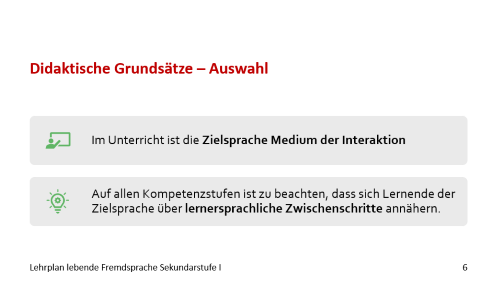 Didaktische Grundsätze – Auswahl
Im Unterricht ist die Zielsprache Medium der Interaktion
Auf allen Kompetenzstufen ist zu beachten, dass sich Lernende der
Zielsprache über lernersprachliche Zwischenschritte annähern.
Lehrplan lebende Fremdsprache Sekundarstufe I
6